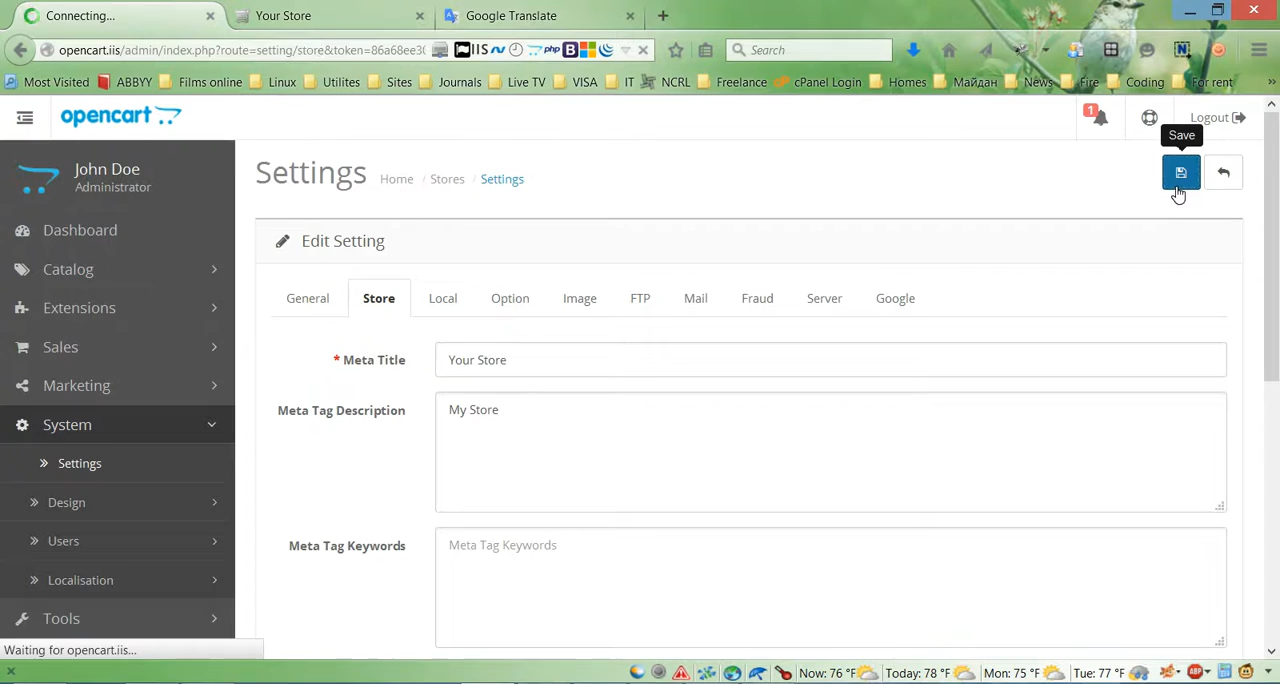 Connecting...
Your Store
Google Translate
opencart.iis/admin/index.php?route=setting/store&token=86a68ee3
IIS
php
B
Search
Most Visited
ABBYY
Films online
Linux
Utilites
Sites
Journals
Live TV
VISA
IT
NCRL
Freelance
cPanel Login
Homes
Майдан
News
Fire
Coding
For rent
opencart
1
Logout
Save
John Doe
Administrator
Settings
Home / Stores / Settings
Dashboard
Catalog
Extensions
Sales
Marketing
System
Settings
Design
Users
Localisation
Tools
Edit Setting
General
Store
Local
Option
Image
FTP
Mail
Fraud
Server
Google
* Meta Title
Your Store
Meta Tag Description
My Store
Meta Tag Keywords
Meta Tag Keywords
Waiting for opencart.iis...
Now: 76 °F
Today: 78 °F
Mon: 75 °F
Tue: 77 °F
ABP